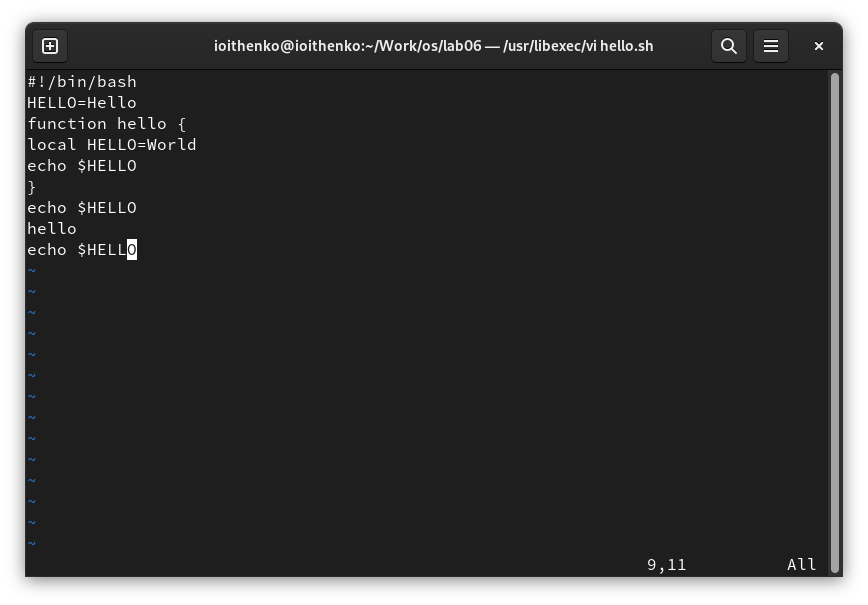 ioithenko@ioithenko:~/Work/os/lab06 — /usr/libexec/vi hello.sh
#!/bin/bash
HELLO=Hello
function hello {
local HELLO=World
echo $HELLO
}
echo $HELLO
hello
echo $HELLO
~
~
~
~
~
~
~
~
~
~
~
~
~
~
9,11 All